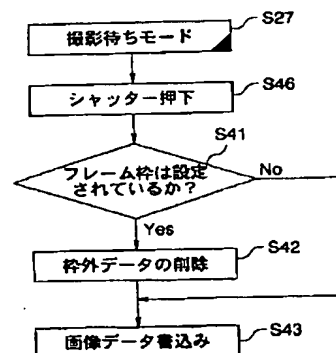 S27
撮影待ちモード
S46
シャッター押下
S41
フレーム枠は設定
されているか?
No
Yes
S42
枠外データの削除
S43
画像データ書込み